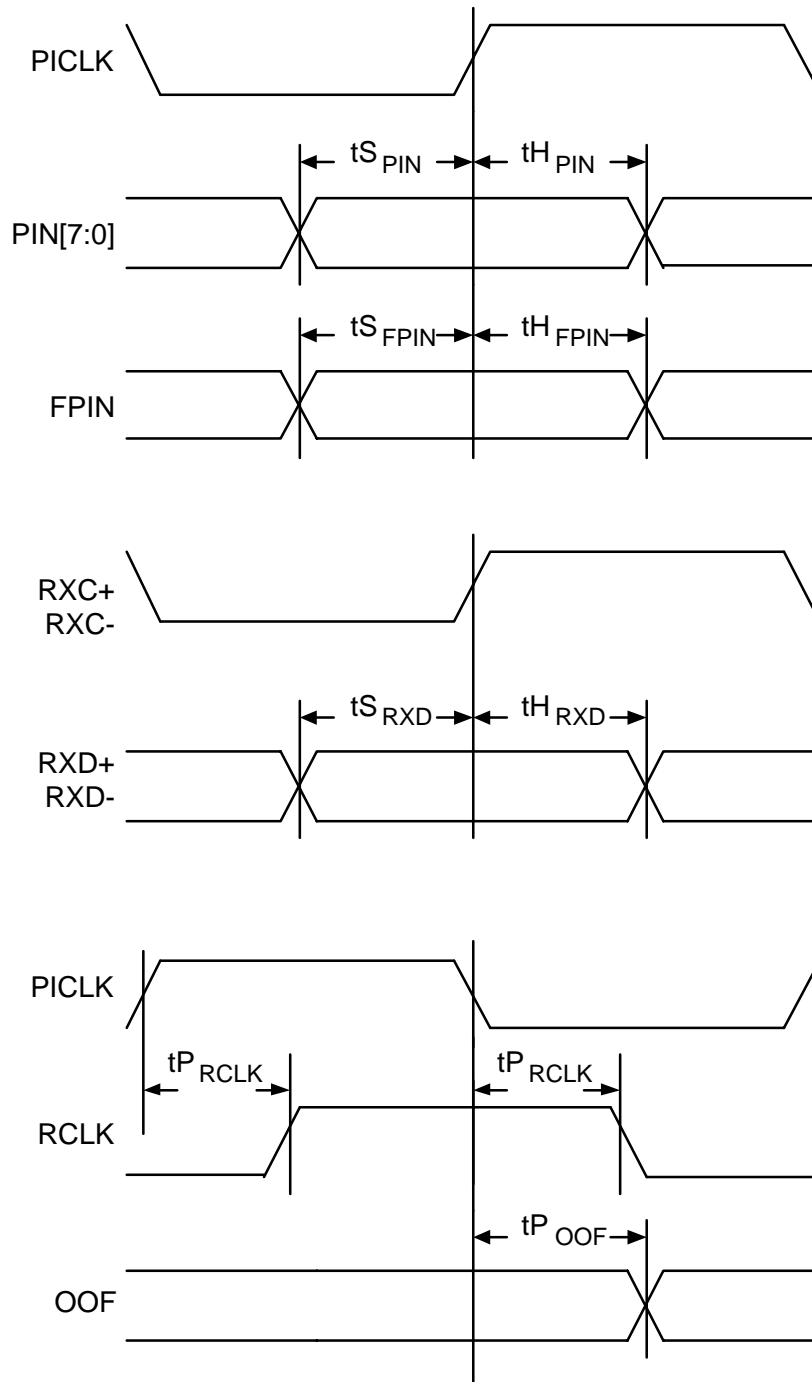 PICLK
tS PIN tH PIN
PIN[7:0]
tS FPIN tH FPIN
FPIN
RXC+
RXC-
tS RXD tH RXD
RXD+
RXD-
PICLK
tP RCLK tP RCLK
RCLK
tP OOF
OOF